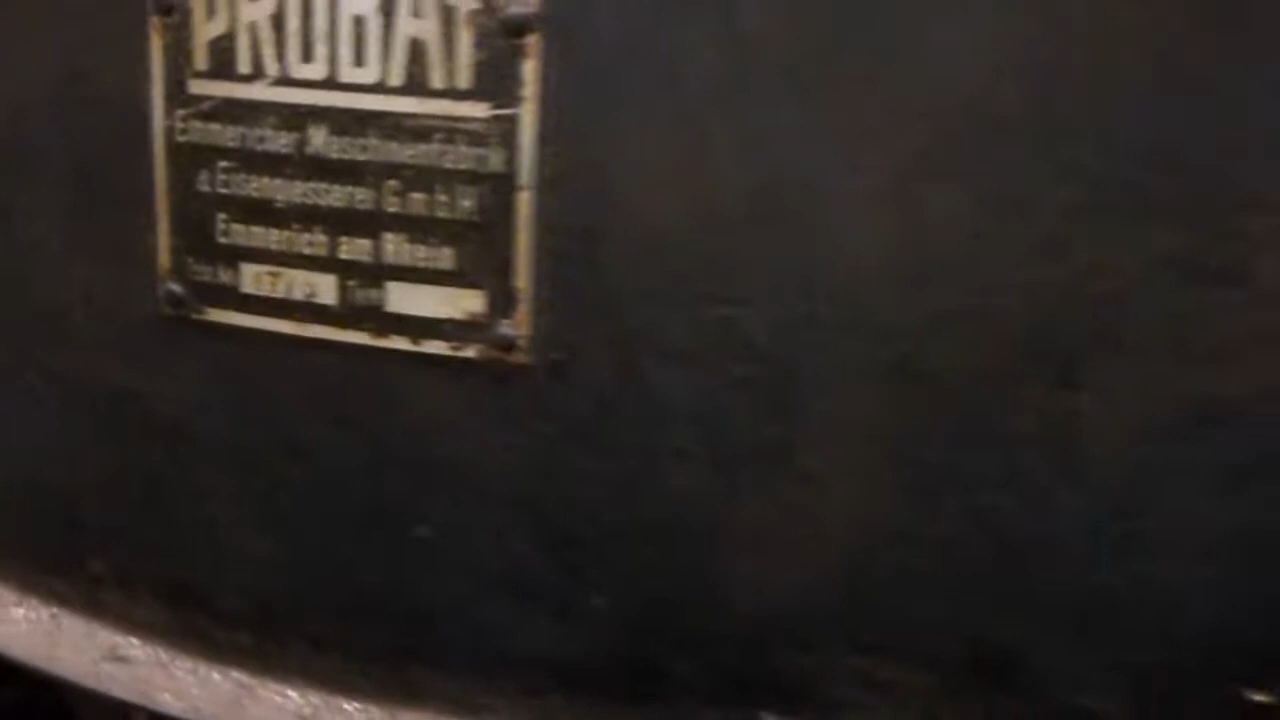 PROBAT
Emmericher Maschinenfabrik
& Eisengiesserei G.m.b.H.
Emmerich am Rhein